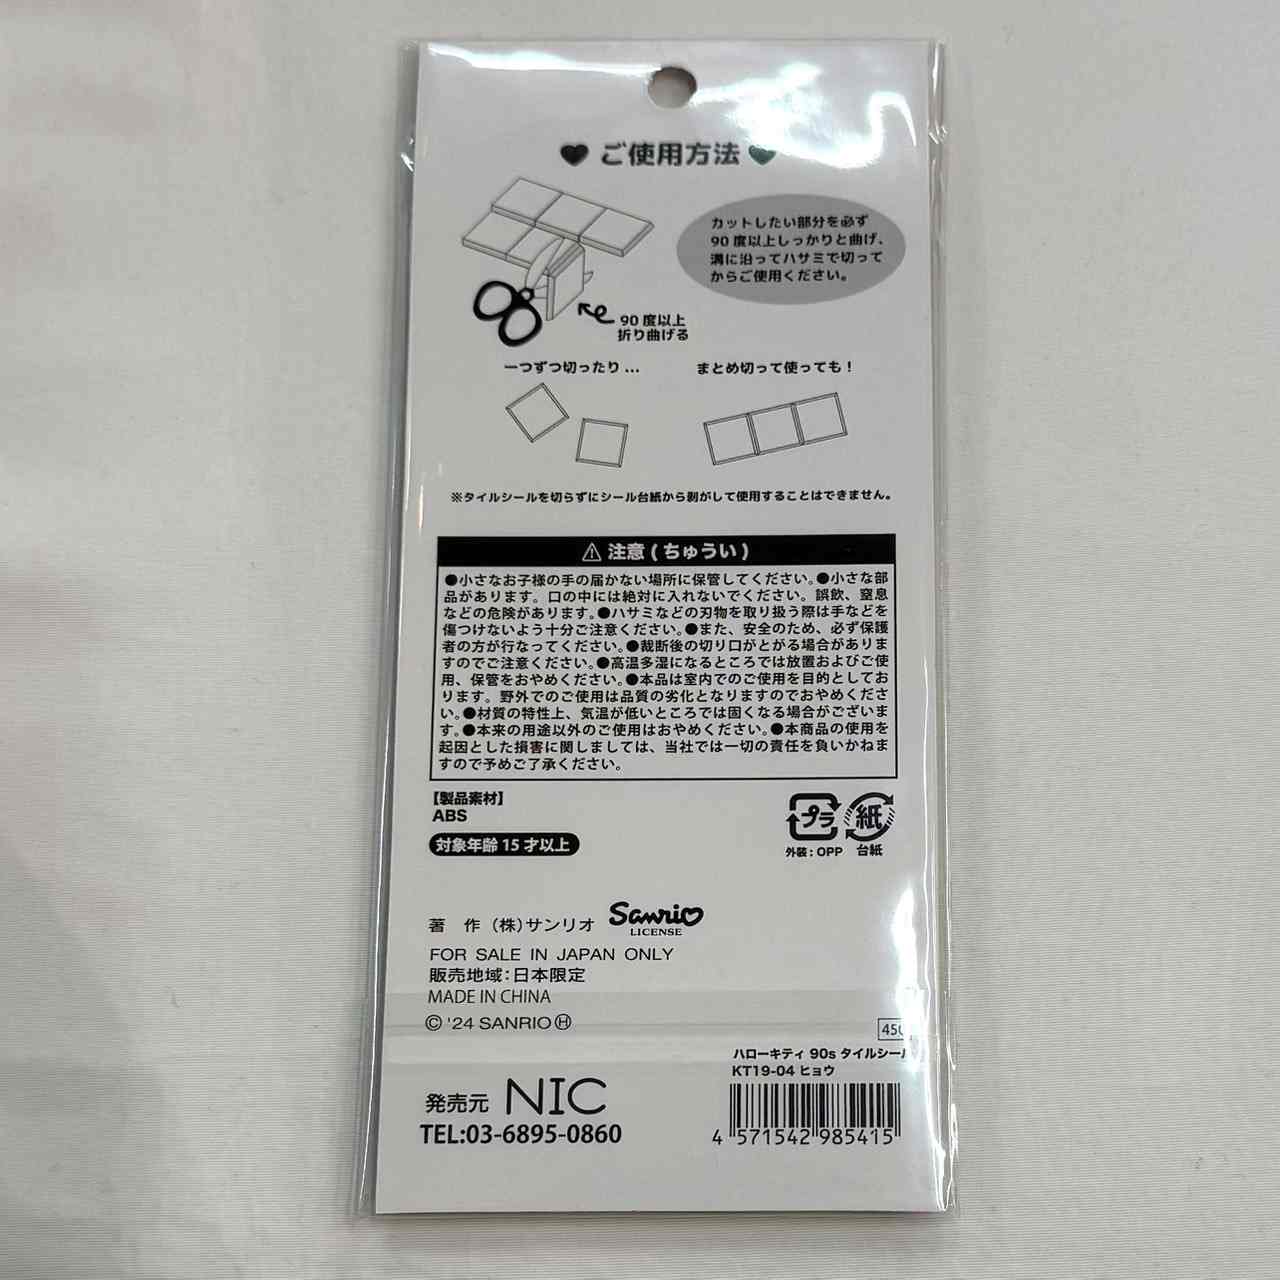 ♥ ご使用方法 ♥
カットしたい部分を必ず
90 度以上しっかりと曲げ、
溝に沿ってハサミで切って
からご使用ください。
90 度以上
折り曲げる
一つずつ切ったり ...
まとめ切って使っても!
※タイルシールを切らずにシール台紙から剥がして使用することはできません。
⚠ 注意 ( ちゅうい )
●小さなお子様の手の届かない場所に保管してください。●小さな部
品があります。口の中には絶対に入れないでください。誤飲、窒息
などの危険があります。●ハサミなどの刃物を取り扱う際は手などを
傷つけないよう十分ご注意ください。●また、安全のため、必ず保護
者の方が行なってください。●裁断後の切り口がとがる場合がありま
すのでご注意ください。●高温多湿になるところでは放置およびご使
用、保管をおやめください。●本品は室内でのご使用を目的としてお
ります。野外でのご使用は品質の劣化となりますのでおやめくださ
い。●材質の特性上、気温が低いところでは固くなる場合がございま
す。●本来の用途以外のご使用はおやめください。●本商品の使用を
起因とした損害に関しましては、当社では一切の責任を負いかねま
すので予めご了承ください。
【製品素材】
ABS
対象年齢 15 才以上
プラ 紙
外装 : OPP 台紙
著 作 (株)サンリオ Sanrio
LICENSE
FOR SALE IN JAPAN ONLY
販売地域:日本限定
MADE IN CHINA
© '24 SANRIO Ⓗ
ハローキティ 90s タイルシール
KT19-04 ヒョウ
発売元 NIC
TEL:03-6895-0860
4 571542 985415